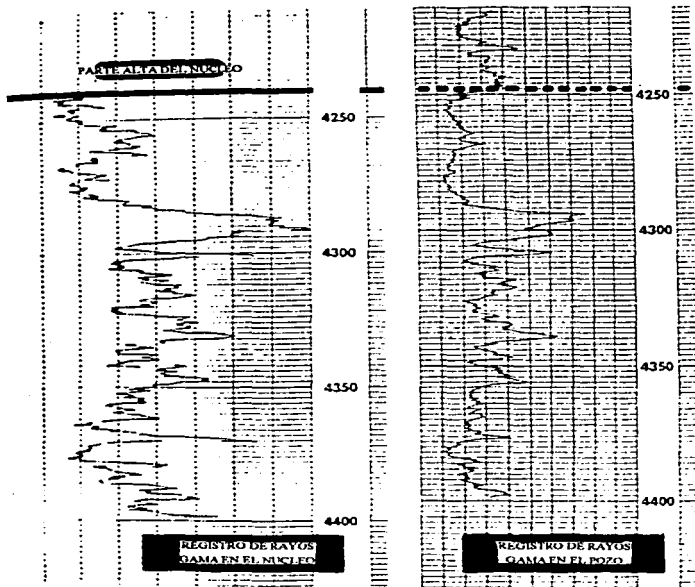 PARTE ALTA DEL NUCLEO
4250
4300
4350
4400
REGISTRO DE RAYOS
GAMA EN EL NUCLEO
4250
4300
4350
4400
REGISTRO DE RAYOS
GAMA EN EL POZO